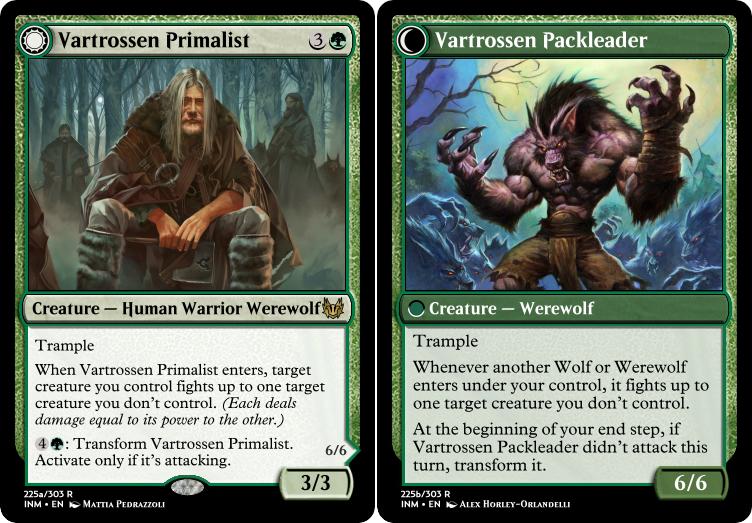 Vartrossen Primalist 3
Creature — Human Warrior Werewolf
Trample
When Vartrossen Primalist enters, target
creature you control fights up to one target
creature you don't control. (Each deals
damage equal to its power to the other.)
4 : Transform Vartrossen Primalist.
Activate only if it's attacking.
6/6
3/3
225a/303 R
INM • EN Mattia Pedrazzoli
Vartrossen Packleader
Creature — Werewolf
Trample
Whenever another Wolf or Werewolf
enters under your control, it fights up to
one target creature you don't control.
At the beginning of your end step, if
Vartrossen Packleader didn't attack this
turn, transform it.
6/6
225b/303 R
INM • EN Alex Horley-Orlandelli